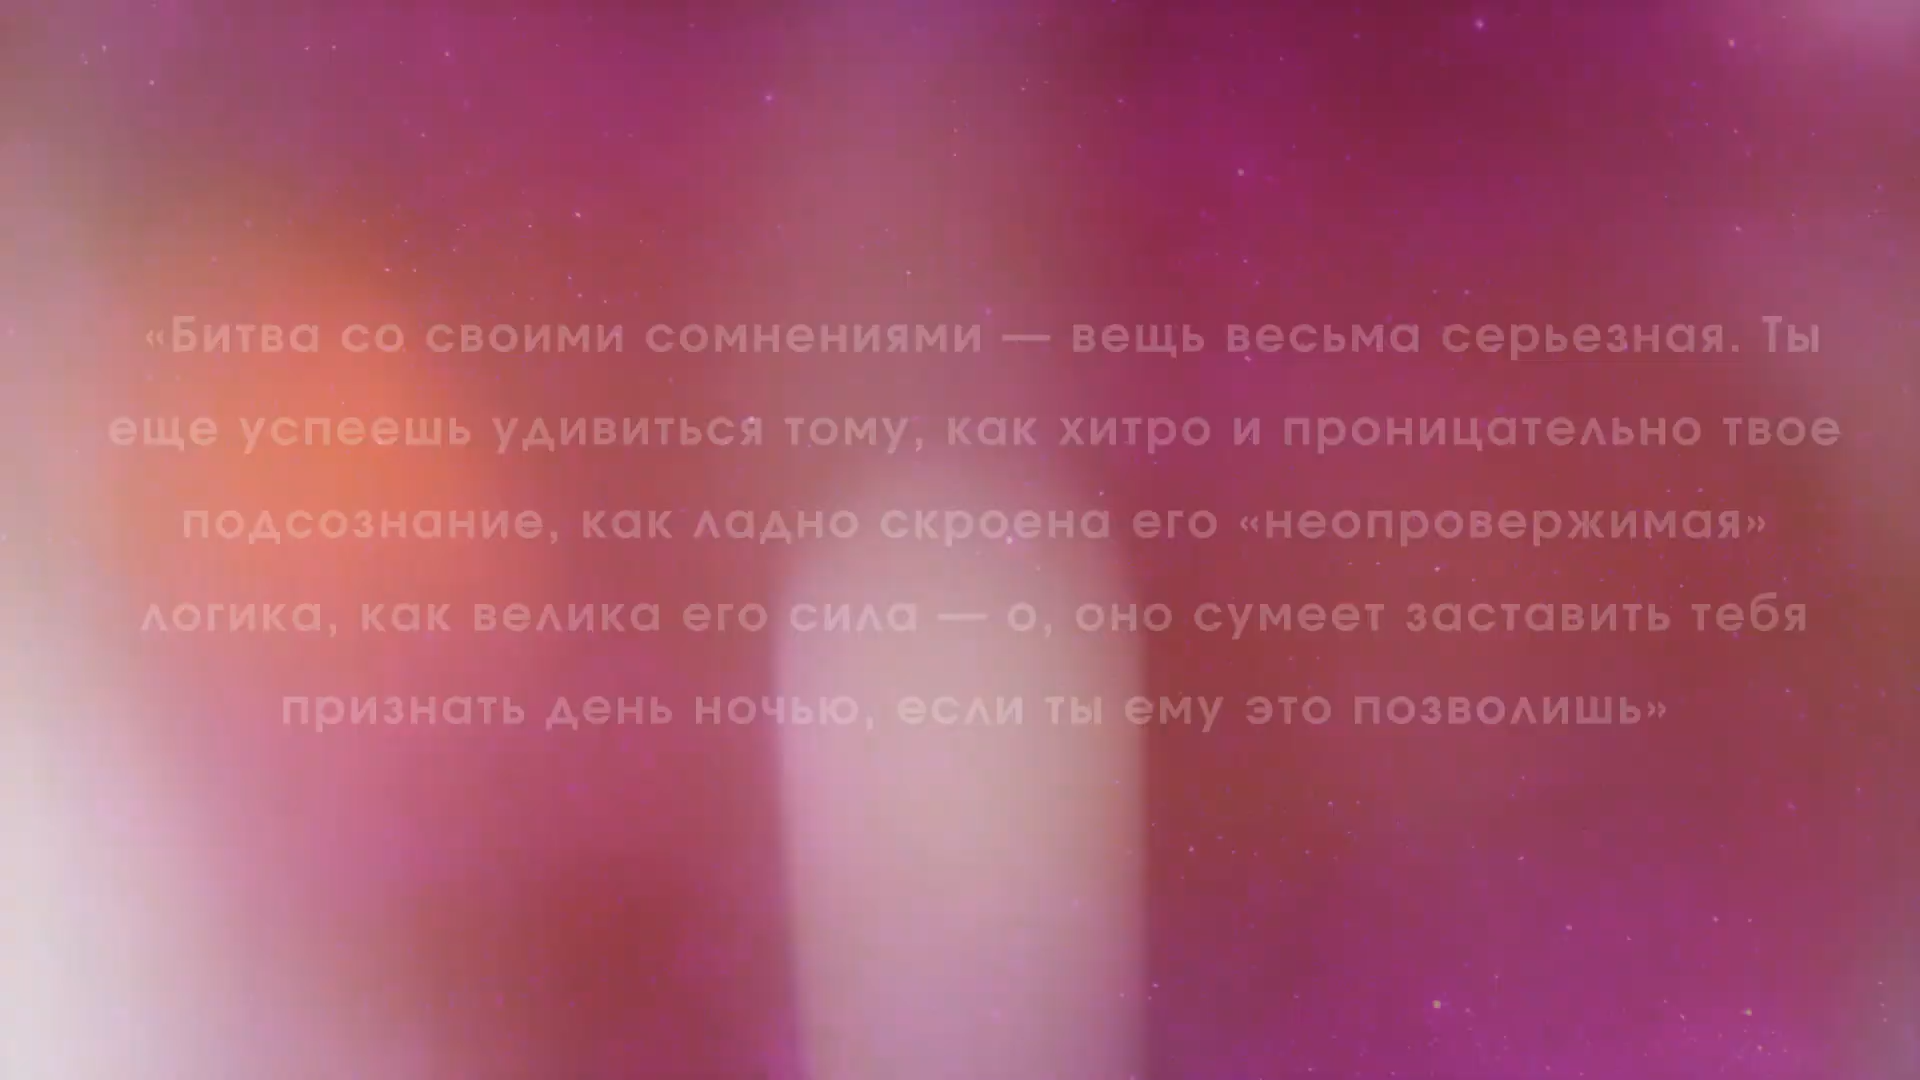 «Битва со своими сомнениями — вещь весьма серьезная. Ты
еще успеешь удивиться тому, как хитро и проницательно твое
подсознание, как ладно скроена его «неопровержимая»
логика, как велика его сила — о, оно сумеет заставить тебя
признать день ночью, если ты ему это позволишь»